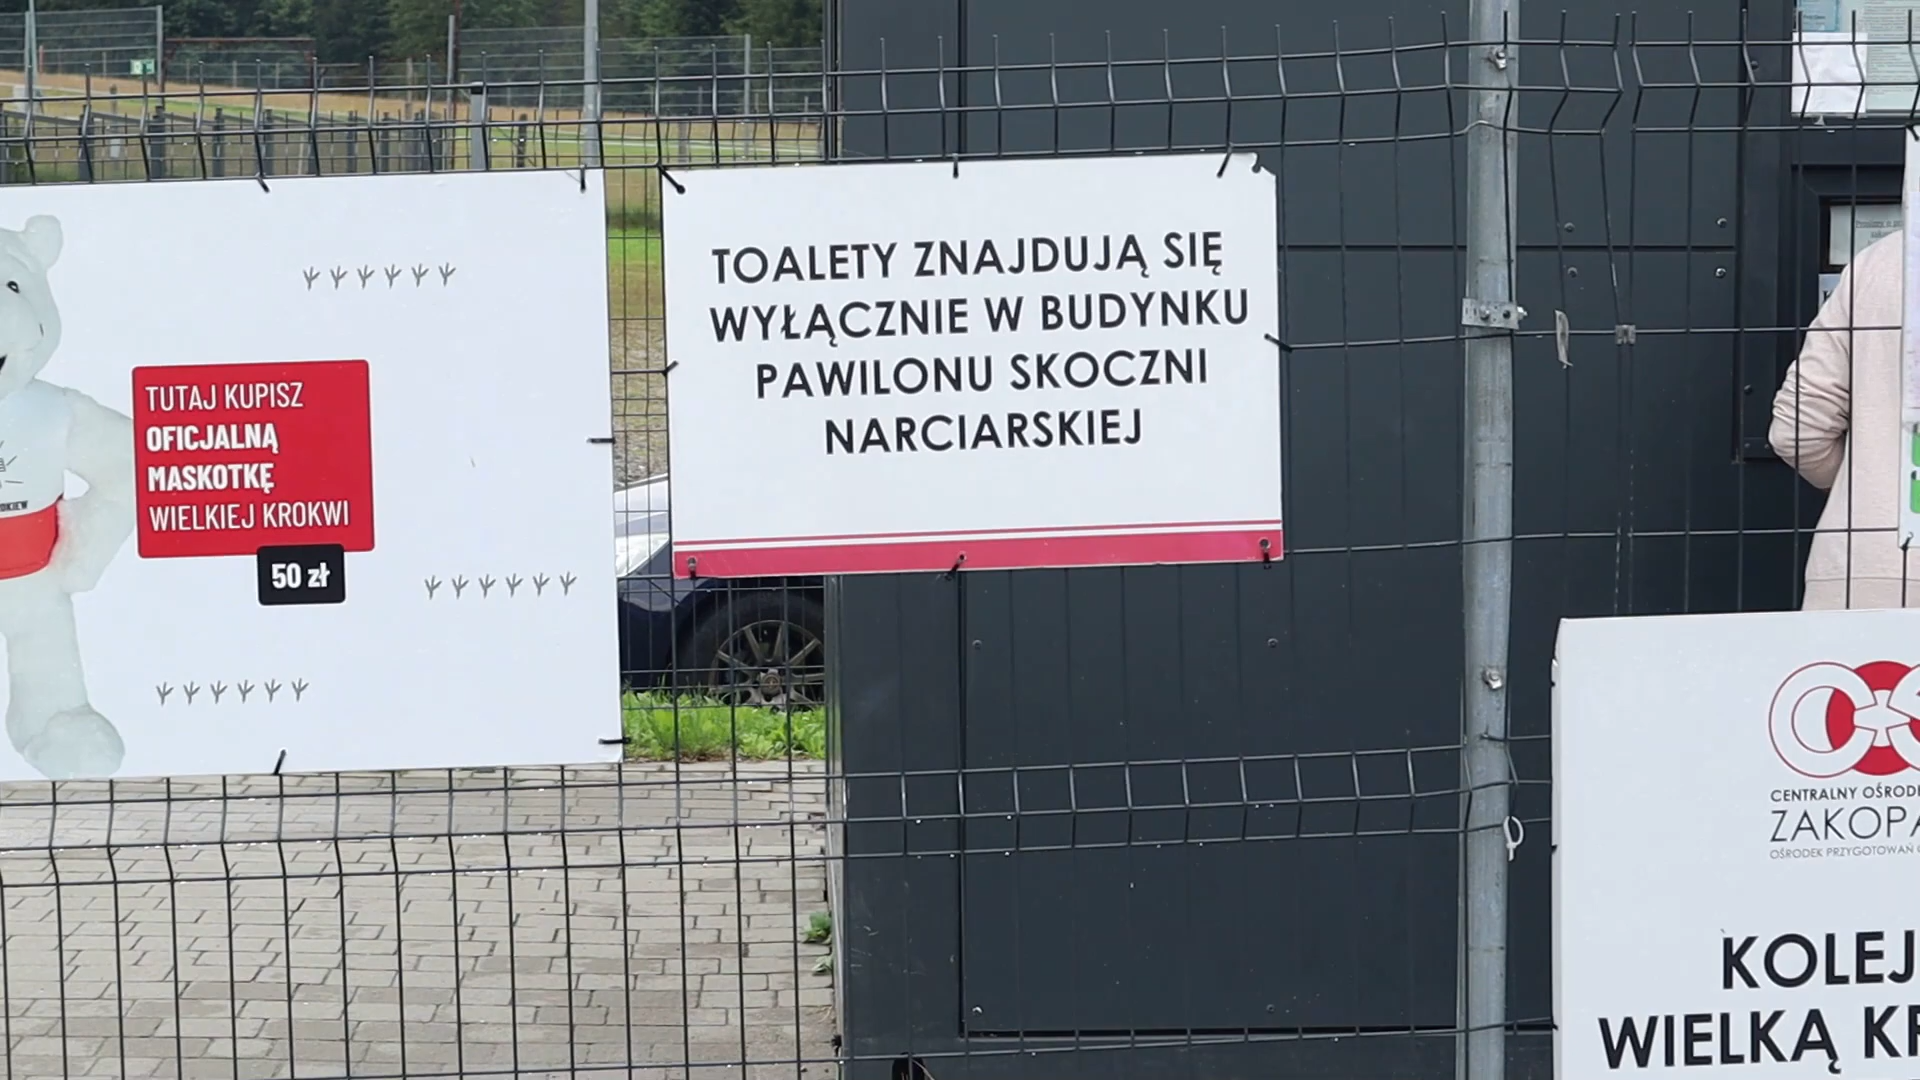 TUTAJ KUPISZ
OFICJALNĄ
MASKOTKĘ
WIELKIEJ KROKWI
50 zł
TOALETY ZNAJDUJĄ SIĘ
WYŁĄCZNIE W BUDYNKU
PAWILONU SKOCZNI
NARCIARSKIEJ
CENTRALNY
ZAKOPA
OŚRODEK PRZYGOTOWAŃ
KOLEJ
WIELKĄ KR